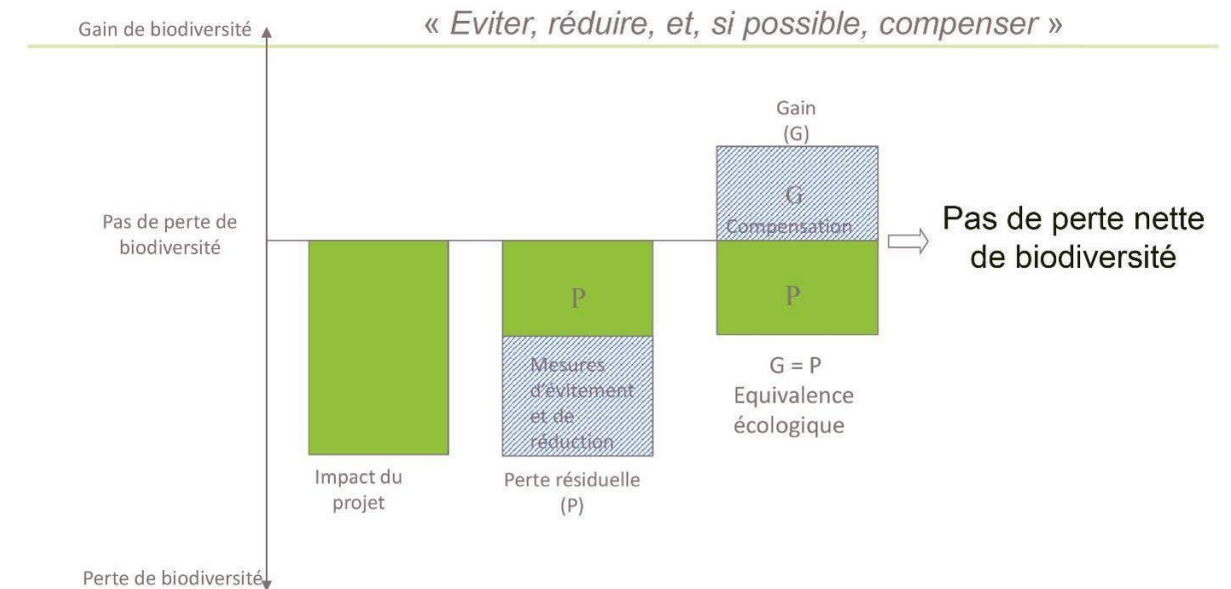 « Eviter, réduire, et, si possible, compenser »
Gain de biodiversité
Gain
(G)
G
Compensation
Pas de perte de
biodiversité
Pas de perte nette
de biodiversité
P
P
Mesures
d'évitement
et de
réduction
G = P
Equivalence
écologique
Impact du
projet
Perte résiduelle
(P)
Perte de biodiversité